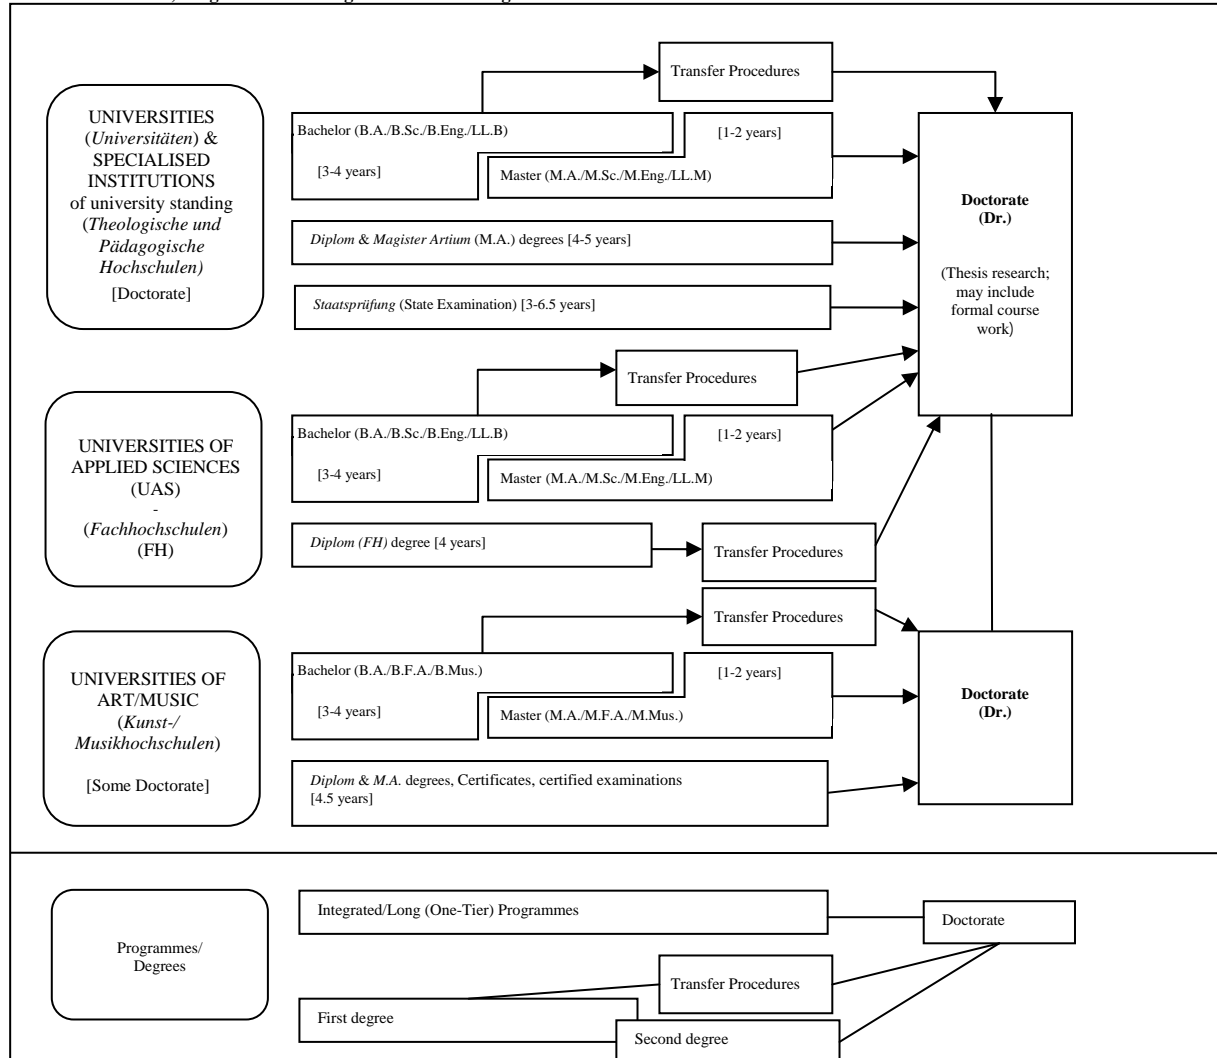 Transfer Procedures
UNIVERSITIES
(Universitäten) &
SPECIALISED
INSTITUTIONS
of university standing
(Theologische und
Pädagogische
Hochschulen)
[Doctorate]
Bachelor (B.A./B.Sc./B.Eng./LL.B)
[3-4 years]
[1-2 years]
Master (M.A./M.Sc./M.Eng./LL.M)
Diplom & Magister Artium (M.A.) degrees [4-5 years]
Staatsprüfung (State Examination) [3-6.5 years]
Doctorate
(Dr.)
(Thesis research;
may include
formal course
work)
Transfer Procedures
UNIVERSITIES OF
APPLIED SCIENCES
(UAS)
-
(Fachhochschulen)
(FH)
Bachelor (B.A./B.Sc./B.Eng./LL.B)
[3-4 years]
[1-2 years]
Master (M.A./M.Sc./M.Eng./LL.M)
Diplom (FH) degree [4 years]
Transfer Procedures
Transfer Procedures
UNIVERSITIES OF
ART/MUSIC
(Kunst-/
Musikhochschulen)
[Some Doctorate]
Bachelor (B.A./B.F.A./B.Mus.)
[3-4 years]
[1-2 years]
Master (M.A./M.F.A./M.Mus.)
Diplom & M.A. degrees, Certificates, certified examinations
[4.5 years]
Doctorate
(Dr.)
Programmes/
Degrees
Integrated/Long (One-Tier) Programmes
Doctorate
Transfer Procedures
First degree
Second degree